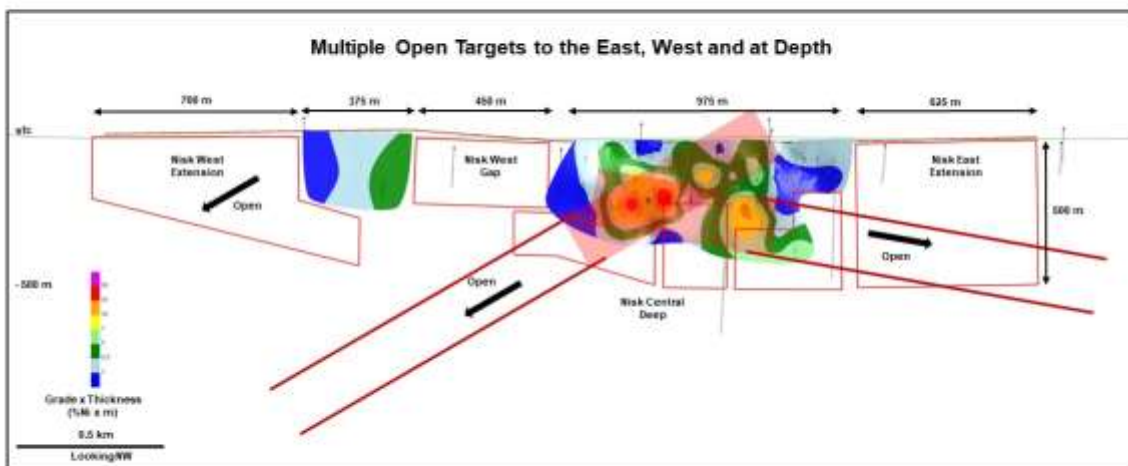 Multiple Open Targets to the East, West and at Depth
700 m
375 m
450 m
975 m
625 m
sfc
Nisk West
Extension
Open
Nisk West
Gap
Nisk East
Extension
500 m
Open
- 500 m
Open
Nisk Central
Deep
Grade x Thickness
(%Ni x m)
0.5 km
Looking NW